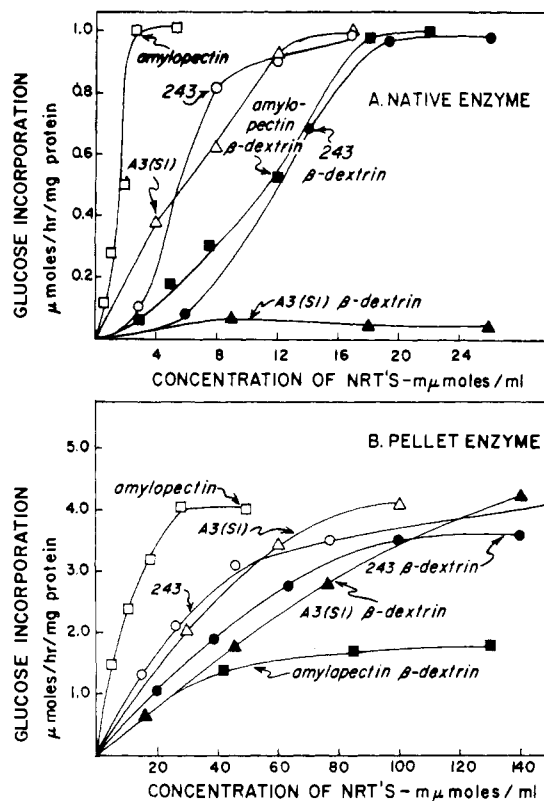 A. NATIVE ENZYME
GLUCOSE INCORPORATION
μ moles/hr/mg protein
1.0
0.8
0.6
0.4
0.2
amylopectin
243
A3(SI)
amylo-
pectin
β-dextrin
243
β-dextrin
A3(SI) β-dextrin
4 8 12 16 20 24
CONCENTRATION OF NRT'S-mμmoles/ml
B. PELLET ENZYME
GLUCOSE INCORPORATION
μ moles/hr/mg protein
5.0
4.0
3.0
2.0
1.0
amylopectin
A3(SI)
243
243 β-dextrin
A3(SI) β-dextrin
amylopectin β-dextrin
20 40 60 80 100 120 140
CONCENTRATION OF NRT'S-mμmoles/ml